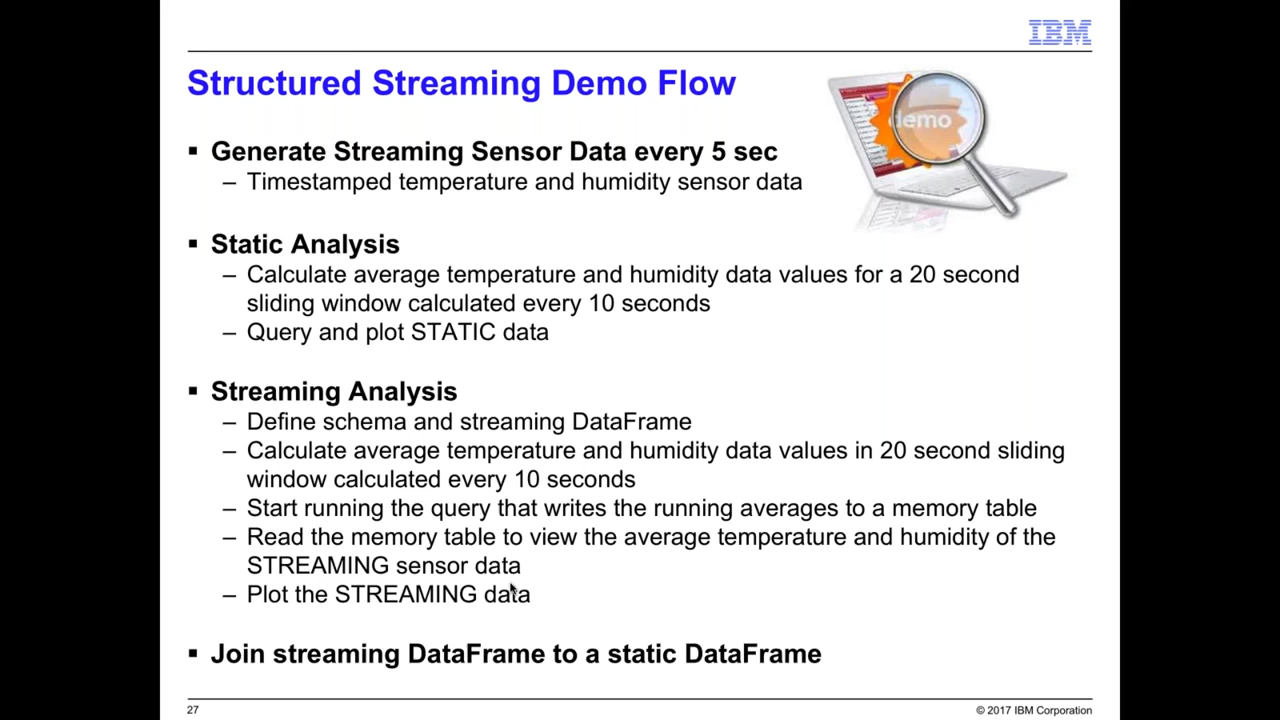 IBM
Structured Streaming Demo Flow
demo
▪ Generate Streaming Sensor Data every 5 sec
– Timestamped temperature and humidity sensor data
▪ Static Analysis
– Calculate average temperature and humidity data values for a 20 second
sliding window calculated every 10 seconds
– Query and plot STATIC data
▪ Streaming Analysis
– Define schema and streaming DataFrame
– Calculate average temperature and humidity data values in 20 second sliding
window calculated every 10 seconds
– Start running the query that writes the running averages to a memory table
– Read the memory table to view the average temperature and humidity of the
STREAMING sensor data
– Plot the STREAMING data
▪ Join streaming DataFrame to a static DataFrame
27
© 2017 IBM Corporation